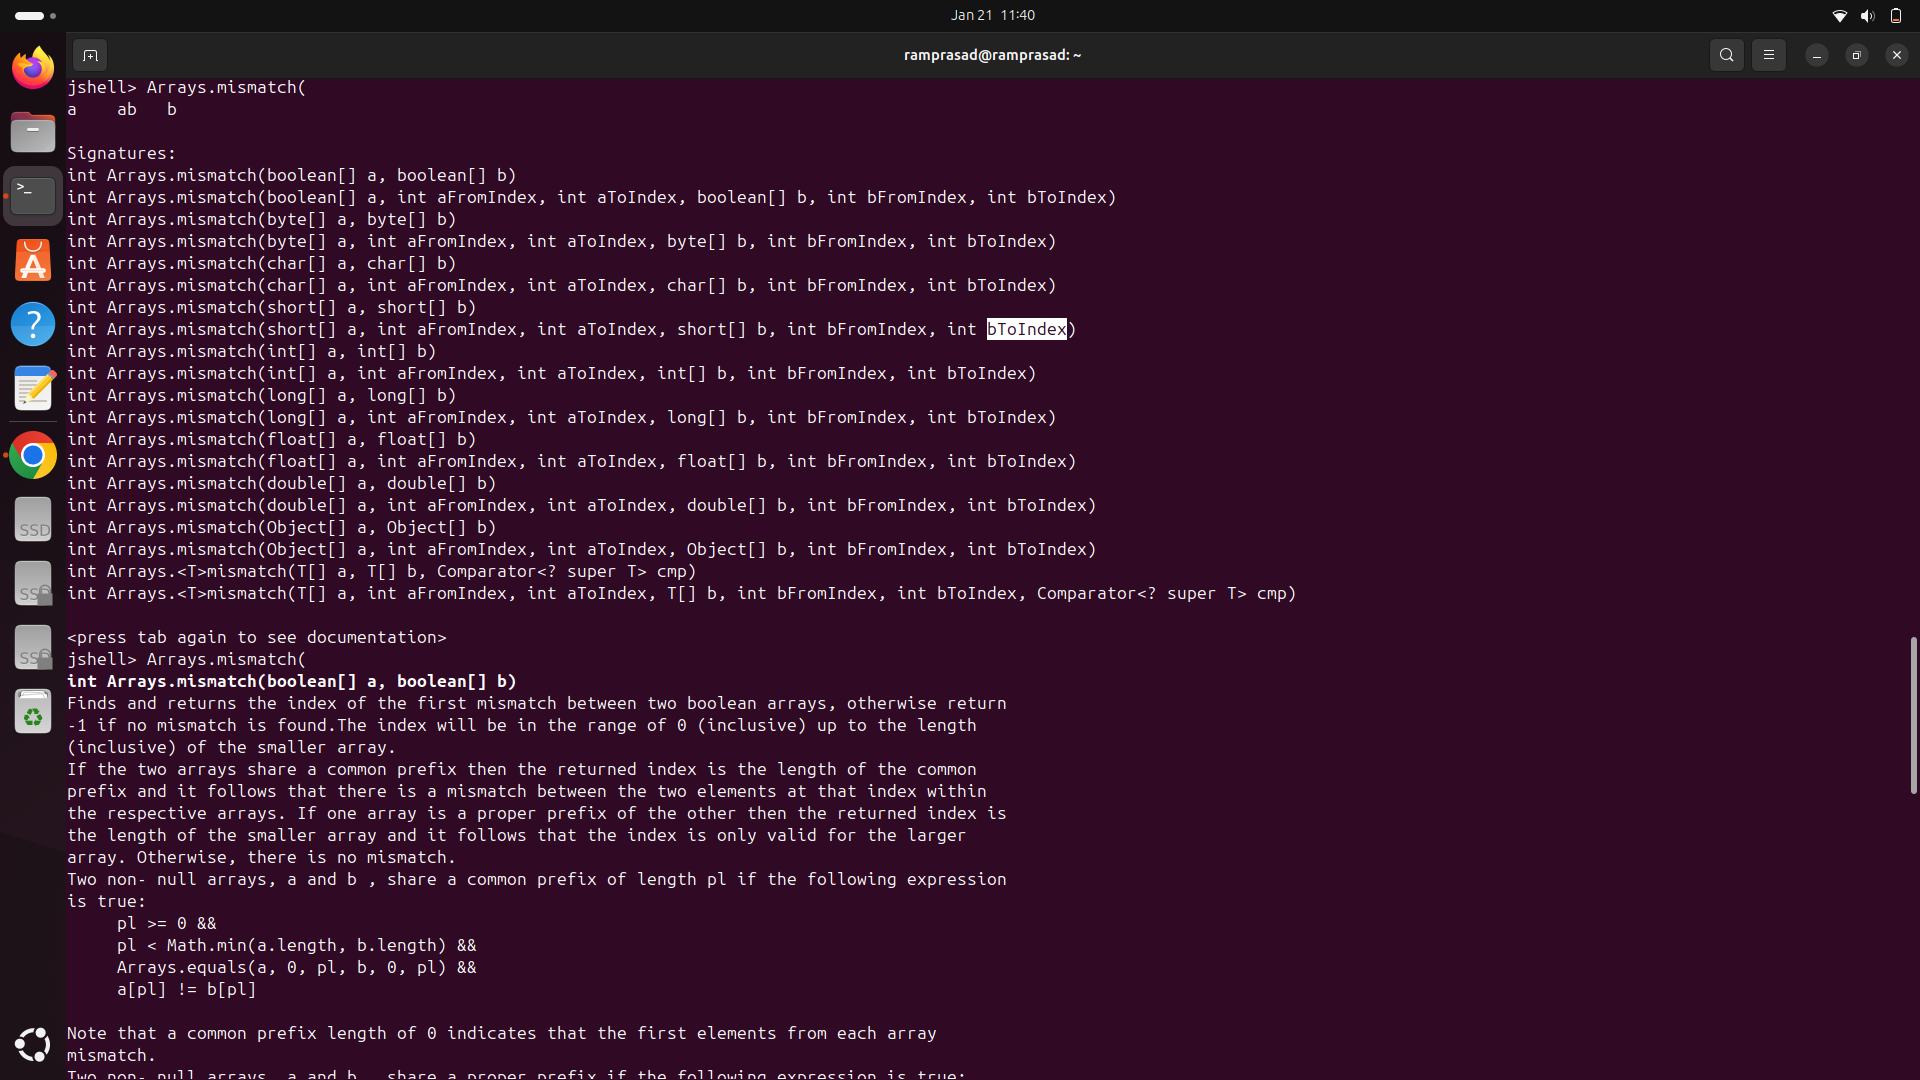 Jan 21 11:40
ramprasad@ramprasad: ~
jshell> Arrays.mismatch(
a    ab   b
Signatures:
int Arrays.mismatch(boolean[] a, boolean[] b)
int Arrays.mismatch(boolean[] a, int aFromIndex, int aToIndex, boolean[] b, int bFromIndex, int bToIndex)
int Arrays.mismatch(byte[] a, byte[] b)
int Arrays.mismatch(byte[] a, int aFromIndex, int aToIndex, byte[] b, int bFromIndex, int bToIndex)
int Arrays.mismatch(char[] a, char[] b)
int Arrays.mismatch(char[] a, int aFromIndex, int aToIndex, char[] b, int bFromIndex, int bToIndex)
int Arrays.mismatch(short[] a, short[] b)
int Arrays.mismatch(short[] a, int aFromIndex, int aToIndex, short[] b, int bFromIndex, int bToIndex)
int Arrays.mismatch(int[] a, int[] b)
int Arrays.mismatch(int[] a, int aFromIndex, int aToIndex, int[] b, int bFromIndex, int bToIndex)
int Arrays.mismatch(long[] a, long[] b)
int Arrays.mismatch(long[] a, int aFromIndex, int aToIndex, long[] b, int bFromIndex, int bToIndex)
int Arrays.mismatch(float[] a, float[] b)
int Arrays.mismatch(float[] a, int aFromIndex, int aToIndex, float[] b, int bFromIndex, int bToIndex)
int Arrays.mismatch(double[] a, double[] b)
int Arrays.mismatch(double[] a, int aFromIndex, int aToIndex, double[] b, int bFromIndex, int bToIndex)
int Arrays.mismatch(Object[] a, Object[] b)
int Arrays.mismatch(Object[] a, int aFromIndex, int aToIndex, Object[] b, int bFromIndex, int bToIndex)
int Arrays.<T>mismatch(T[] a, T[] b, Comparator<? super T> cmp)
int Arrays.<T>mismatch(T[] a, int aFromIndex, int aToIndex, T[] b, int bFromIndex, int bToIndex, Comparator<? super T> cmp)
<press tab again to see documentation>
jshell> Arrays.mismatch(
int Arrays.mismatch(boolean[] a, boolean[] b)
Finds and returns the index of the first mismatch between two boolean arrays, otherwise return
-1 if no mismatch is found.The index will be in the range of 0 (inclusive) up to the length
(inclusive) of the smaller array.
If the two arrays share a common prefix then the returned index is the length of the common
prefix and it follows that there is a mismatch between the two elements at that index within
the respective arrays. If one array is a proper prefix of the other then the returned index is
the length of the smaller array and it follows that the index is only valid for the larger
array. Otherwise, there is no mismatch.
Two non- null arrays, a and b , share a common prefix of length pl if the following expression
is true:
pl >= 0 &&
pl < Math.min(a.length, b.length) &&
Arrays.equals(a, 0, pl, b, 0, pl) &&
a[pl] != b[pl]
Note that a common prefix length of 0 indicates that the first elements from each array
mismatch.
Two non- null arrays, a and b , share a proper prefix if the following expression is true:
SSD
SSD
SSD